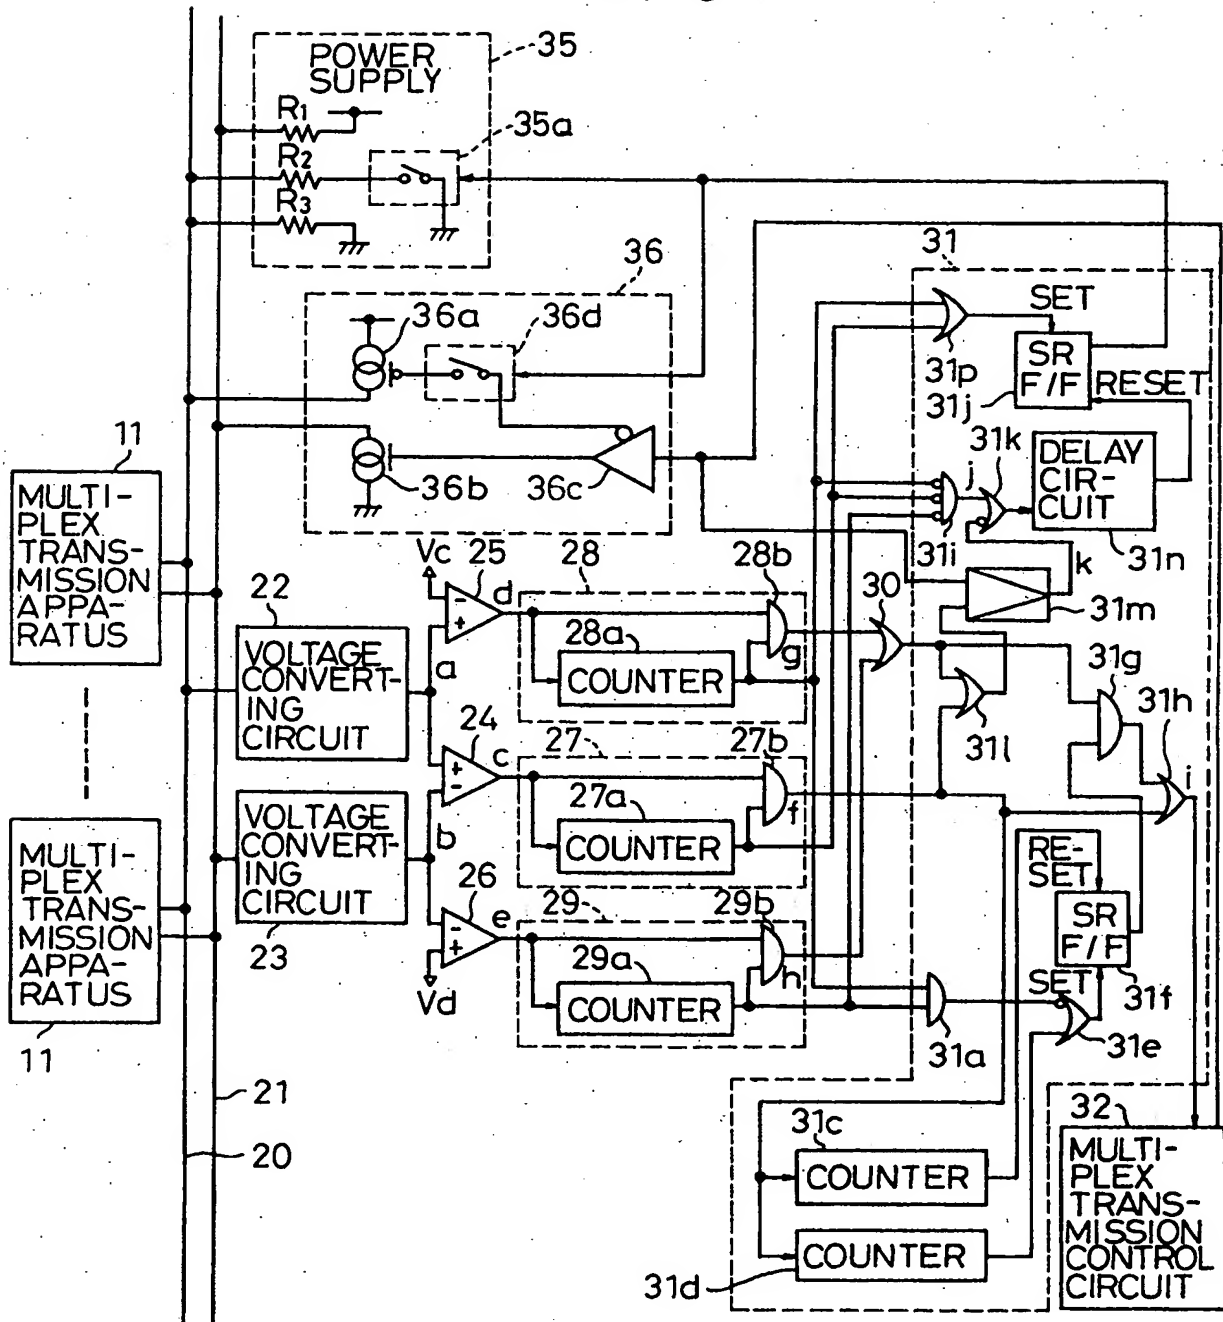 POWER
SUPPLY
35
R1
35a
R2
R3
36
31
36a
36d
SET
SR
F/F
31p
31j
RESET
11
MULTI-
PLEX
TRANS-
MISSION
APPA-
RATUS
36b
36c
j
31k
DELAY
CIR-
CUIT
31i
31n
k
31m
Vc
25
28
28b
30
22
VOLTAGE
CONVERT-
ING
CIRCUIT
a
d
28a
COUNTER
g
31g
31h
31l
i
24
c
27
27b
27a
COUNTER
f
VOLTAGE
CONVERT-
ING
CIRCUIT
23
b
MULTI-
PLEX
TRANS-
MISSION
APPA-
RATUS
11
26
e
Vd
29
29b
29a
COUNTER
h
RE-
SET
SR
F/F
SET
31f
31a
31e
21
20
31c
COUNTER
COUNTER
31d
32
MULTI-
PLEX
TRANS-
MISSION
CONTROL
CIRCUIT